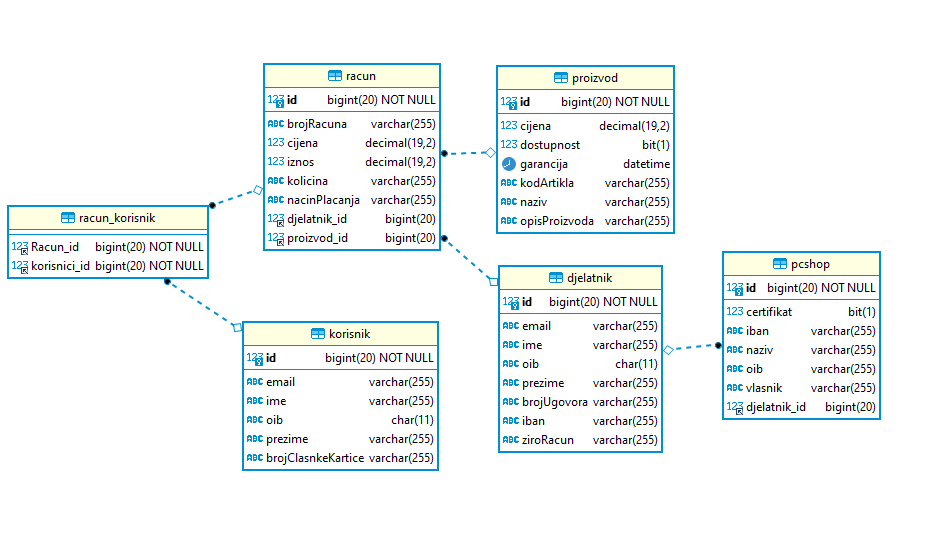 racun
123 id bigint(20) NOT NULL
ABC brojRacuna varchar(255)
123 cijena decimal(19,2)
123 iznos decimal(19,2)
ABC kolicina varchar(255)
ABC nacinPlacanja varchar(255)
123 djelatnik_id bigint(20)
123 proizvod_id bigint(20)
proizvod
123 id bigint(20) NOT NULL
123 cijena decimal(19,2)
123 dostupnost bit(1)
garancija datetime
ABC kodArtikla varchar(255)
ABC naziv varchar(255)
ABC opisProizvoda varchar(255)
racun_korisnik
123 Racun_id bigint(20) NOT NULL
123 korisnici_id bigint(20) NOT NULL
korisnik
123 id bigint(20) NOT NULL
ABC email varchar(255)
ABC ime varchar(255)
ABC oib char(11)
ABC prezime varchar(255)
ABC brojClasnkeKartice varchar(255)
djelatnik
123 id bigint(20) NOT NULL
ABC email varchar(255)
ABC ime varchar(255)
ABC oib char(11)
ABC prezime varchar(255)
ABC brojUgovora varchar(255)
ABC iban varchar(255)
ABC ziroRacun varchar(255)
pcshop
123 id bigint(20) NOT NULL
123 certifikat bit(1)
ABC iban varchar(255)
ABC naziv varchar(255)
ABC oib varchar(255)
ABC vlasnik varchar(255)
123 djelatnik_id bigint(20)